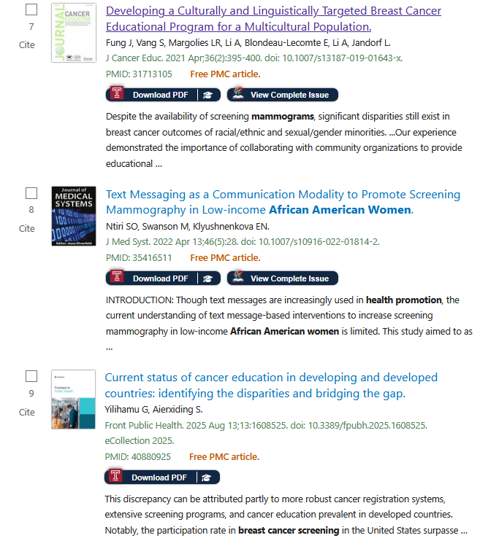 Developing a Culturally and Linguistically Targeted Breast Cancer
7
Educational Program for a Multicultural Population.
Cite
Fung J, Vang S, Margolies LR, Li A, Blondeau-Lecomte E, Li A, Jandorf L.
J Cancer Educ. 2021 Apr;36(2):395-400. doi: 10.1007/s13187-019-01643-x.
PMID: 31713105 Free PMC article.
Download PDF View Complete Issue
Despite the availability of screening mammograms, significant disparities still exist in
breast cancer outcomes of racial/ethnic and sexual/gender minorities. ...Our experience
demonstrated the importance of collaborating with community organizations to provide
educational ...
JOURNAL
CANCER
Text Messaging as a Communication Modality to Promote Screening
8
Mammography in Low-income African American Women.
Cite
Ntiri SO, Swanson M, Klyushnenkova EN.
J Med Syst. 2022 Apr 13;46(5):28. doi: 10.1007/s10916-022-01814-2.
PMID: 35416511 Free PMC article.
Download PDF View Complete Issue
INTRODUCTION: Though text messages are increasingly used in health promotion, the
current understanding of text message-based interventions to increase screening
mammography in low-income African American women is limited. This study aimed to as
...
Journal of
MEDICAL
SYSTEMS
Current status of cancer education in developing and developed
9
countries: identifying the disparities and bridging the gap.
Cite
Yilihamu G, Aierxiding S.
Front Public Health. 2025 Aug 13;13:1608525. doi: 10.3389/fpubh.2025.1608525.
eCollection 2025.
PMID: 40880925 Free PMC article.
Download PDF
This discrepancy can be attributed partly to more robust cancer registration systems,
extensive screening programs, and cancer education prevalent in developed countries.
Notably, the participation rate in breast cancer screening in the United States surpasse ...